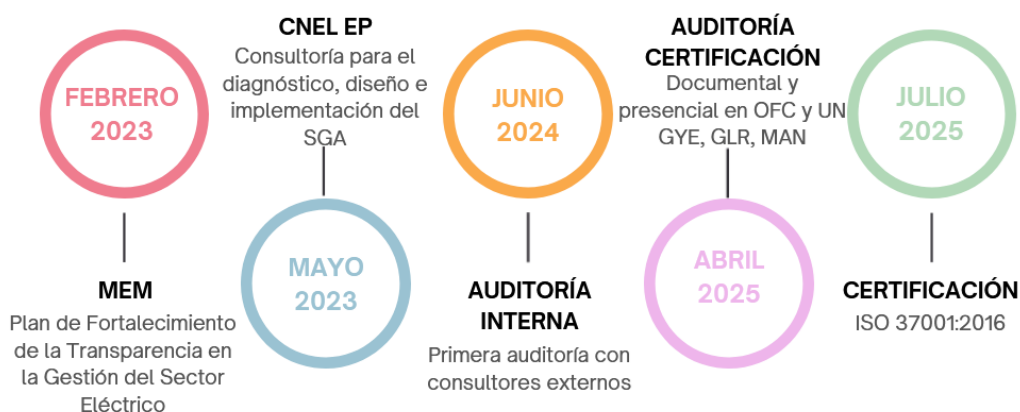 FEBRERO
2023
MEM
Plan de Fortalecimiento
de la Transparencia en
la Gestión del Sector
Eléctrico
CNEL EP
Consultoría para el
diagnóstico, diseño e
implementación del
SGA
MAYO
2023
JUNIO
2024
AUDITORÍA
INTERNA
Primera auditoría con
consultores externos
AUDITORÍA
CERTIFICACIÓN
Documental y
presencial en OFC y UN
GYE, GLR, MAN
ABRIL
2025
JULIO
2025
CERTIFICACIÓN
ISO 37001:2016